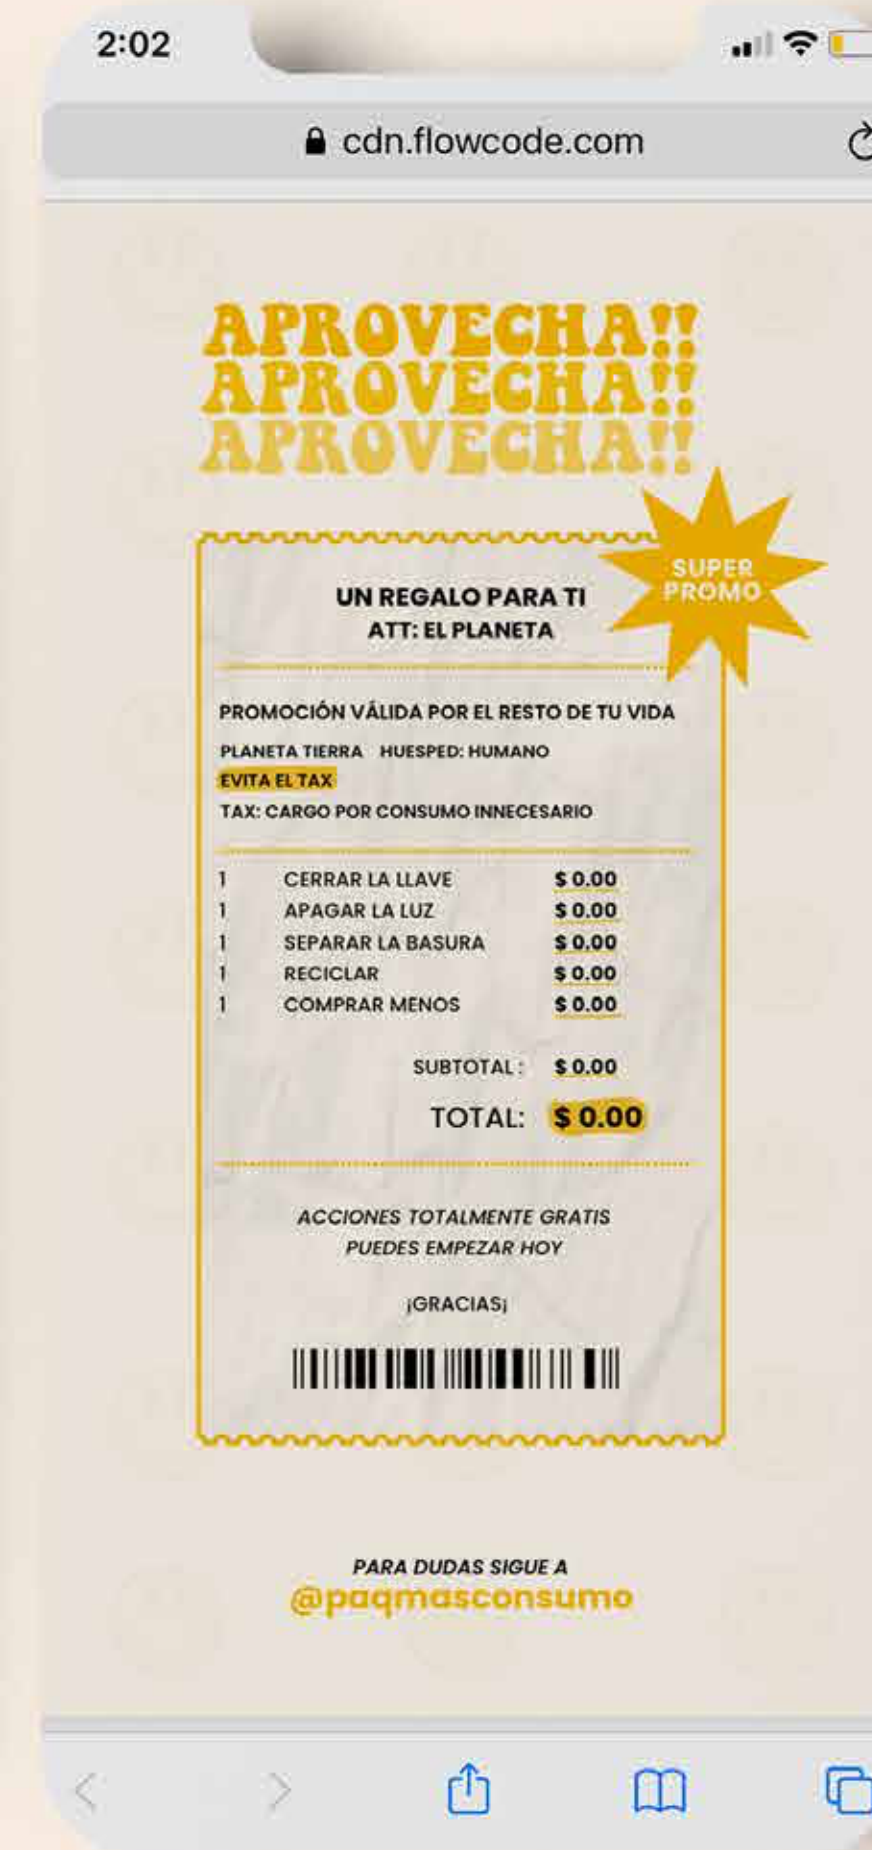 2:02
cdn.flowcode.com
APROVECHA!!
APROVECHA!!
APROVECHA!!
SUPER
PROMO
UN REGALO PARA TI
ATT: EL PLANETA
PROMOCIÓN VÁLIDA POR EL RESTO DE TU VIDA
PLANETA TIERRA HUESPED: HUMANO
EVITA EL TAX
TAX: CARGO POR CONSUMO INNECESARIO
1 CERRAR LA LLAVE $ 0.00
1 APAGAR LA LUZ $ 0.00
1 SEPARAR LA BASURA $ 0.00
1 RECICLAR $ 0.00
1 COMPRAR MENOS $ 0.00
SUBTOTAL: $ 0.00
TOTAL: $ 0.00
ACCIONES TOTALMENTE GRATIS
PUEDES EMPEZAR HOY
¡GRACIAS¡
PARA DUDAS SIGUE A
@paqmasconsumo